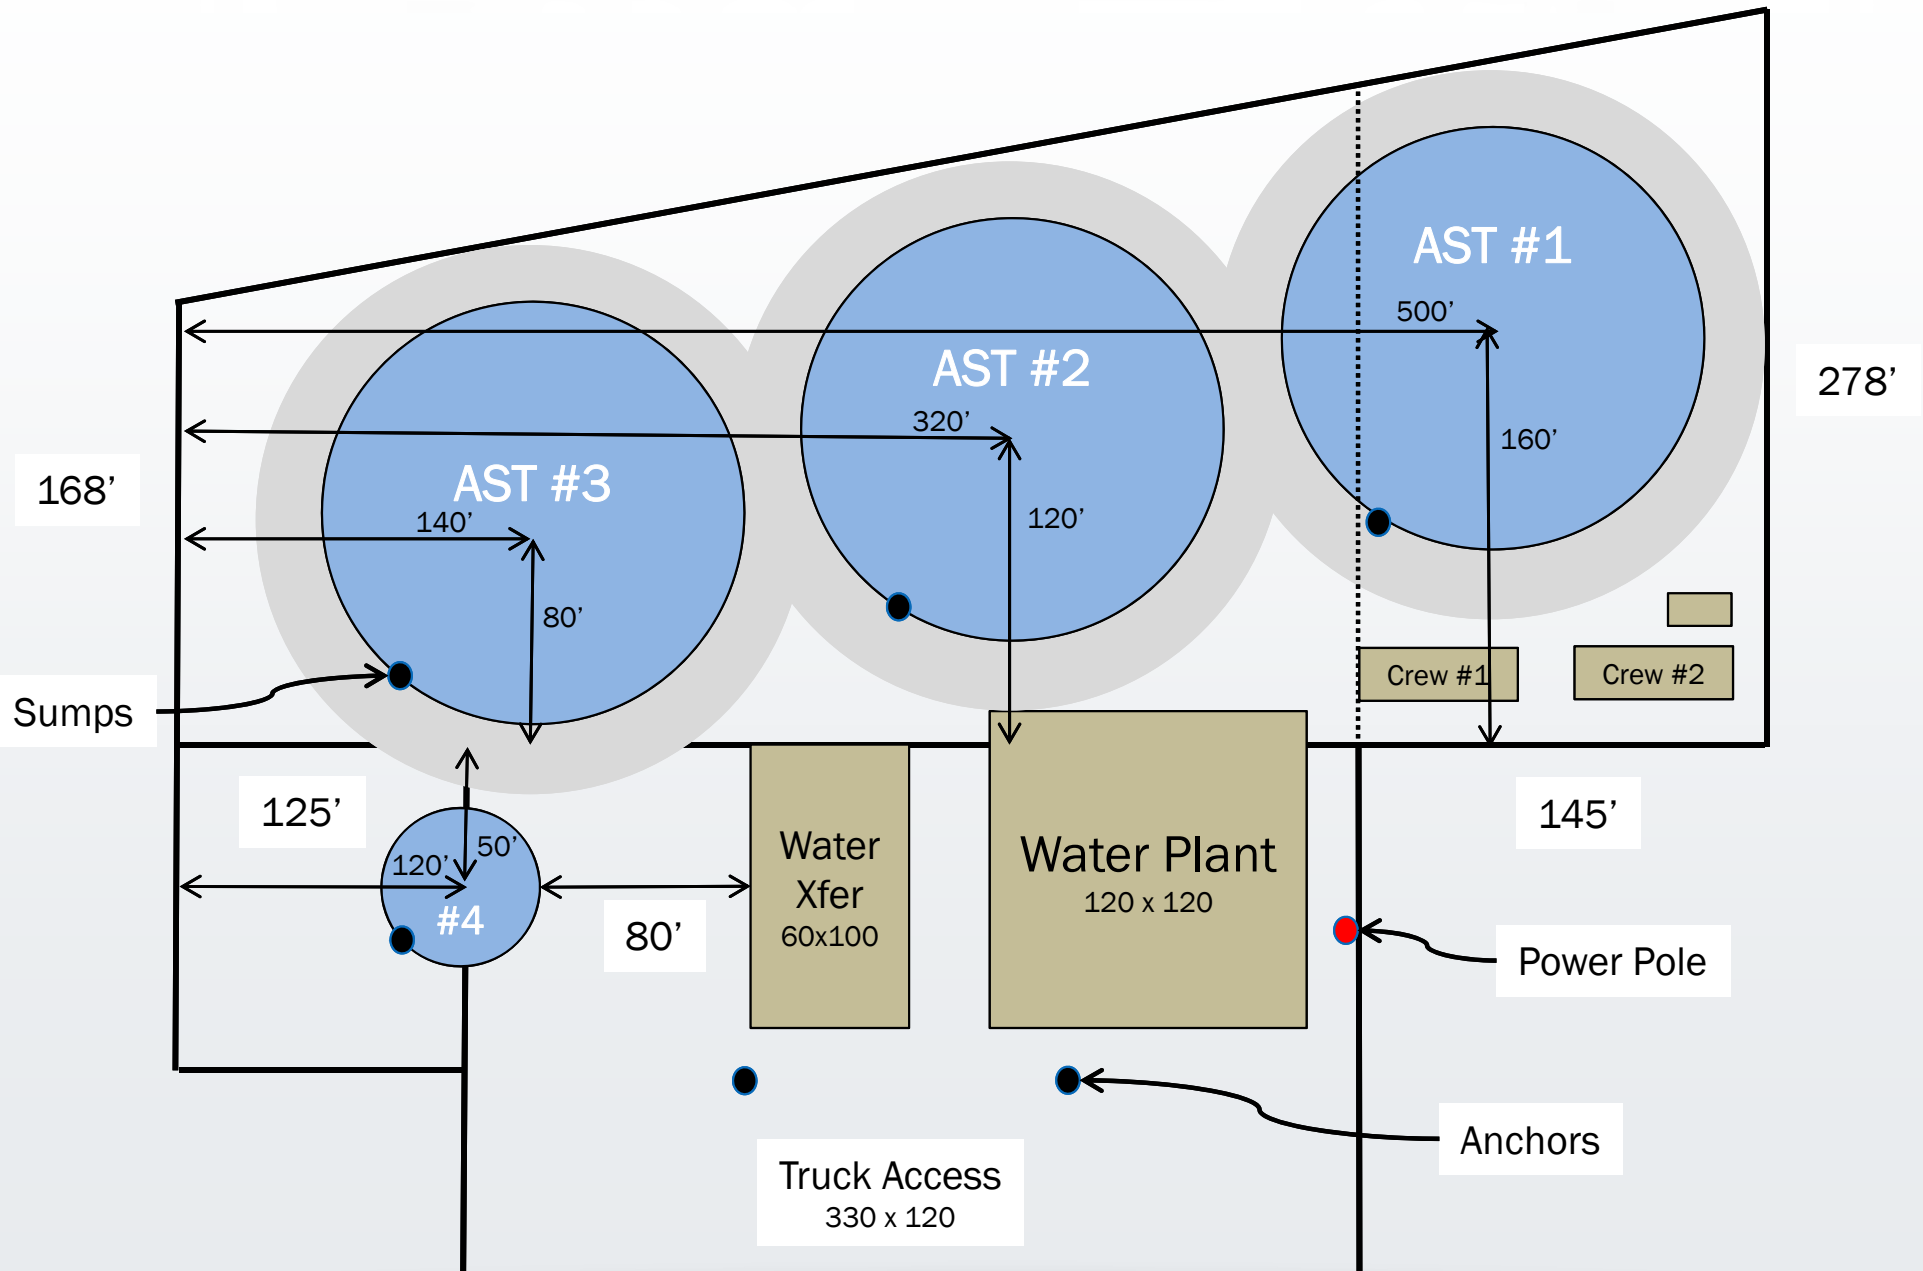 AST #1
500’
AST #2
278’
320’
160’
168’
AST #3
140’
120’
80’
Crew #1
Crew #2
Sumps
125’
145’
50’
120’
#4
80’
Water
Xfer
60x100
Water Plant
120 x 120
Power Pole
Anchors
Truck Access
330 x 120